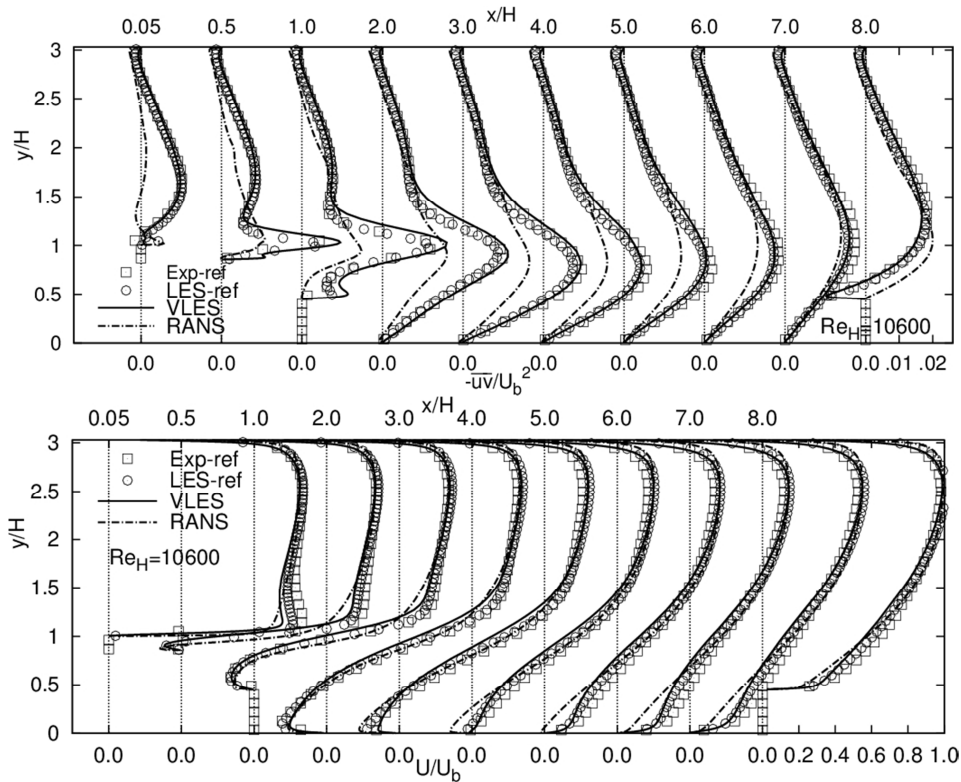 x/H
0.05 0.5 1.0 2.0 3.0 4.0 5.0 6.0 7.0 8.0
3
2.5
2
y/H
1.5
1
Exp-ref
LES-ref
0.5
VLES
RANS
Re_H=10600
0
0.0 0.0 0.0 0.0 0.0 0.0 0.0 0.0 0.0 0.0 .01 0.02
-u̅v̅/U_b^2
x/H
0.05 0.5 1.0 2.0 3.0 4.0 5.0 6.0 7.0 8.0
3
Exp-ref
2.5
LES-ref
VLES
2
RANS
y/H
Re_H=10600
1.5
1
0.5
0
0.0 0.0 0.0 0.0 0.0 0.0 0.0 0.0 0.0 0.0 0.2 0.4 0.6 0.8 1.0
U/U_b